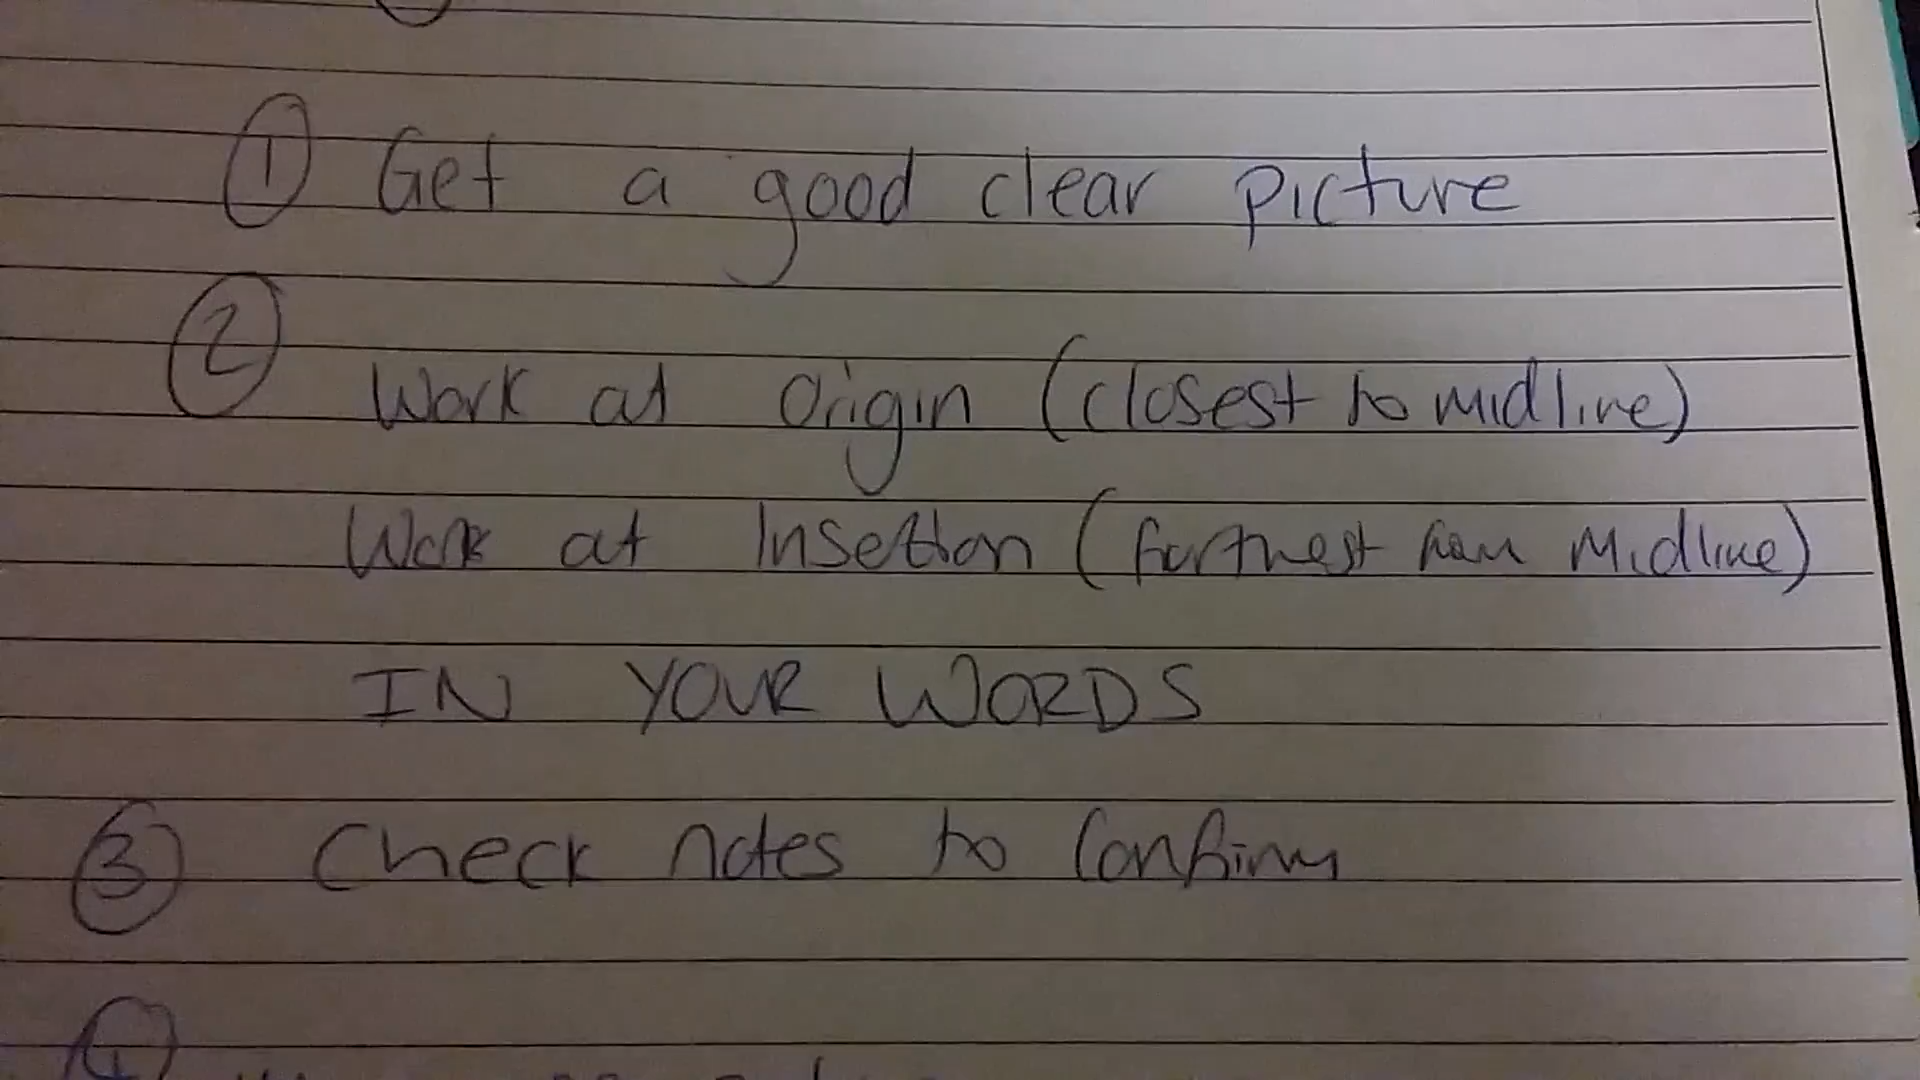 ① Get a good clear picture
② Work at Origin (closest to midline)
Work at Insertion (furthest from Midline)
IN YOUR WORDS
③ Check notes to Confirm
④